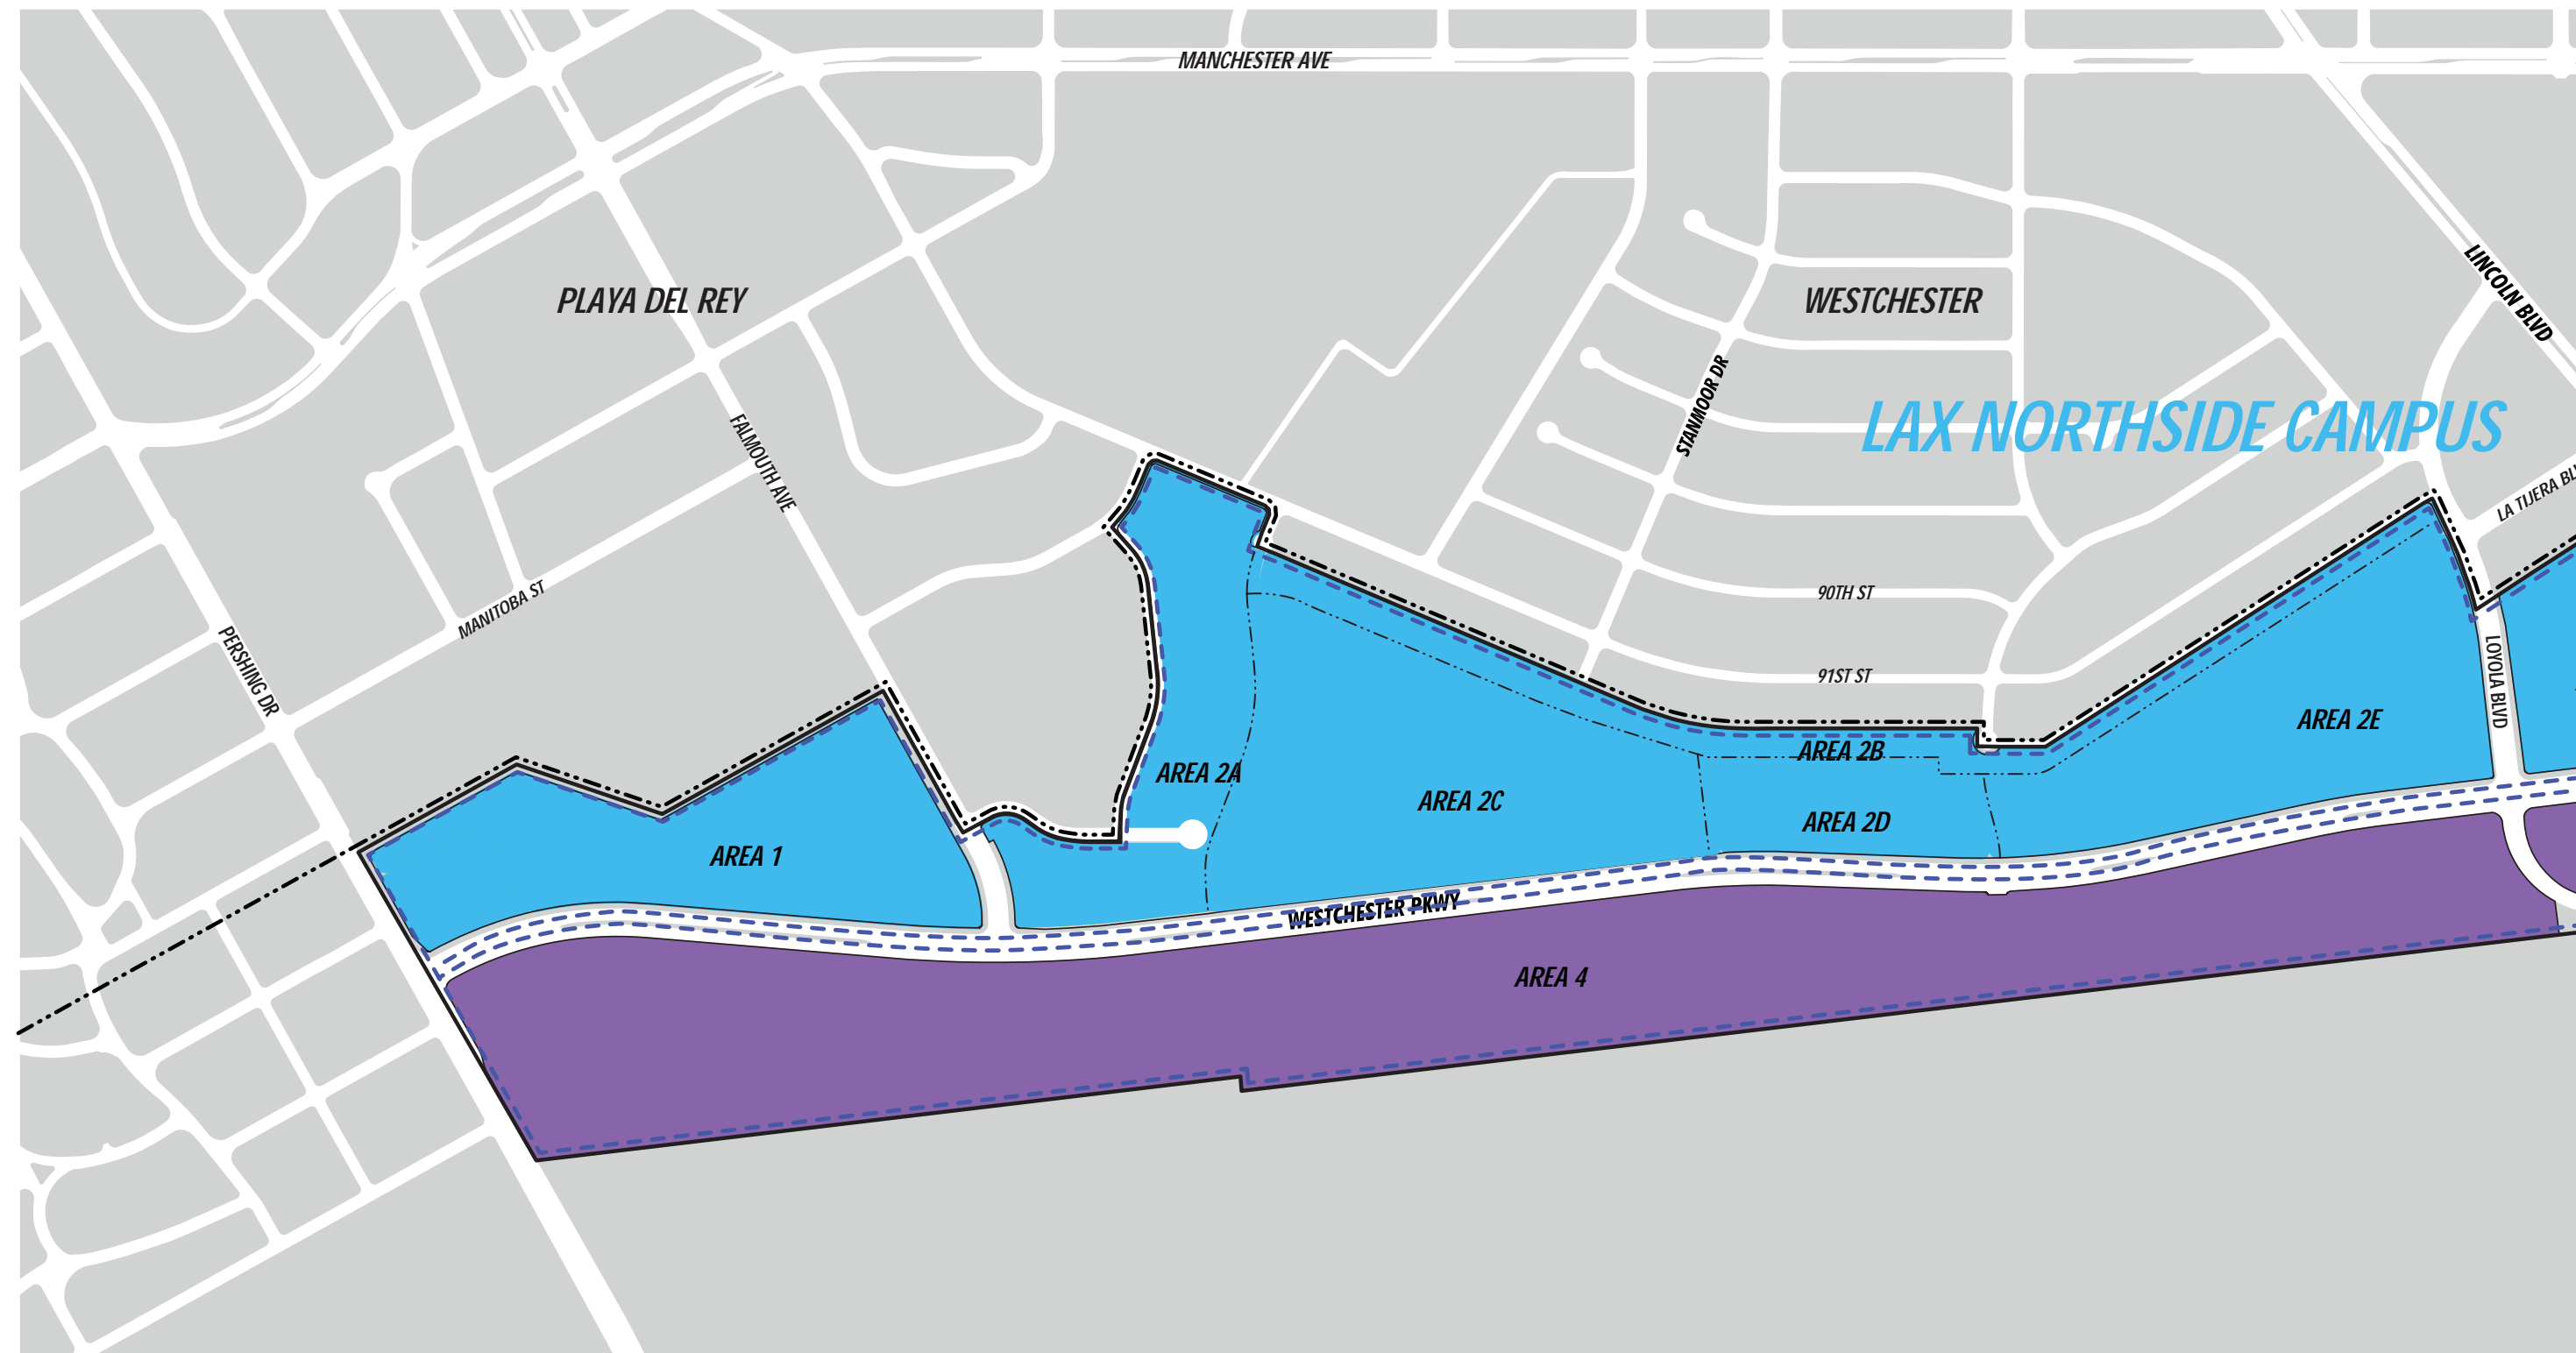 MANCHESTER AVE
PLAYA DEL REY
WESTCHESTER
LINCOLN BLVD
STANMOOR DR
LAX NORTHSIDE CAMPUS
FALMOUTH AVE
LA TIJERA
MANITOBA ST
90TH ST
PERSHING DR
91ST ST
LOYOLA BLVD
AREA 2E
AREA 2B
AREA 2A
AREA 2C
AREA 2D
AREA 1
WESTCHESTER PKWY
AREA 4